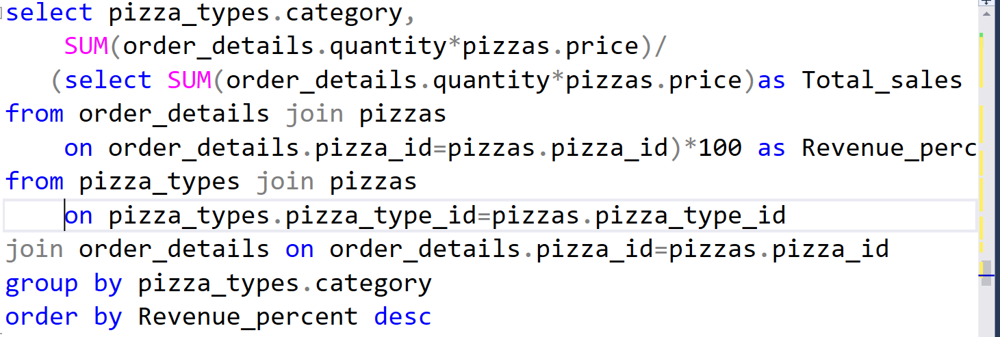 select pizza_types.category,
    SUM(order_details.quantity*pizzas.price)/
   (select SUM(order_details.quantity*pizzas.price)as Total_sales
from order_details join pizzas
    on order_details.pizza_id=pizzas.pizza_id)*100 as Revenue_perc
from pizza_types join pizzas
    on pizza_types.pizza_type_id=pizzas.pizza_type_id
join order_details on order_details.pizza_id=pizzas.pizza_id
group by pizza_types.category
order by Revenue_percent desc